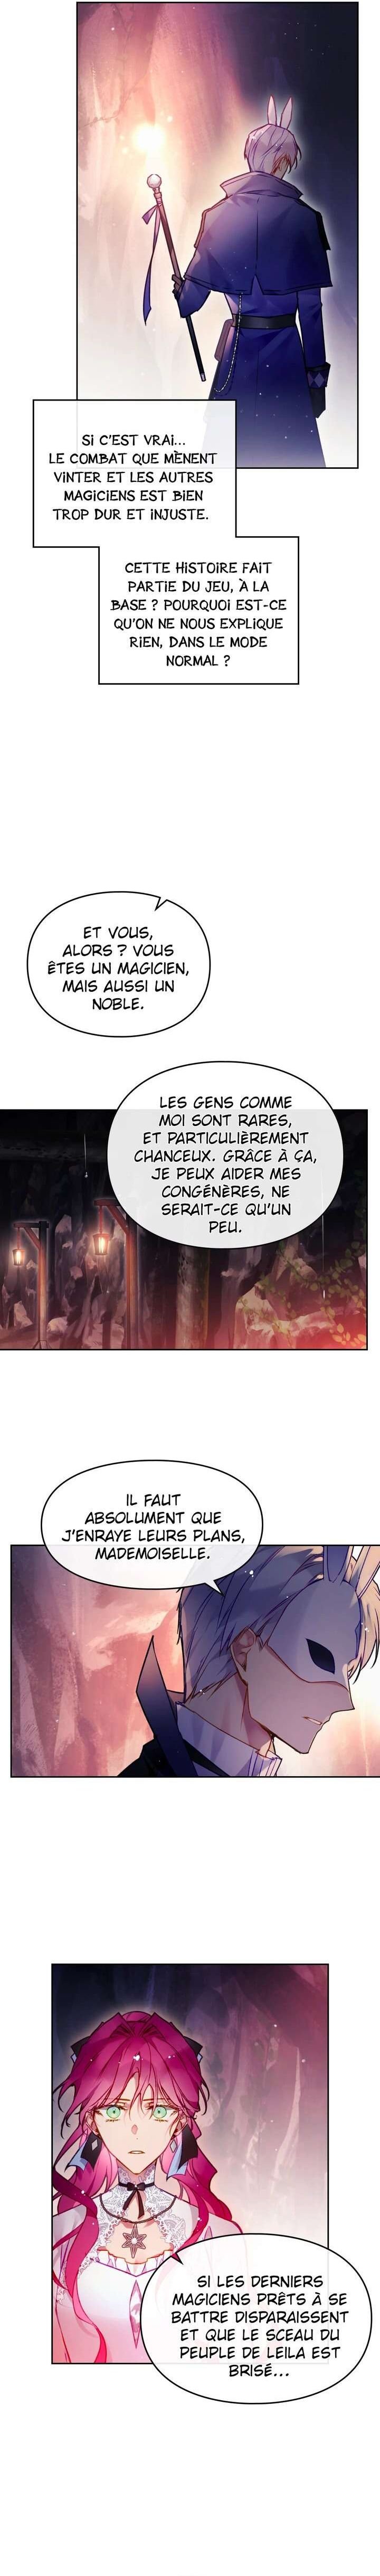 SI C'EST VRAI...
LE COMBAT QUE MÈNENT
VINTER ET LES AUTRES
MAGICIENS EST BIEN
TROP DUR ET INJUSTE.
CETTE HISTOIRE FAIT
PARTIE DU JEU, À LA
BASE ? POURQUOI EST-CE
QU'ON NE NOUS EXPLIQUE
RIEN, DANS LE MODE
NORMAL ?
ET VOUS,
ALORS ? VOUS
ÊTES UN MAGICIEN,
MAIS AUSSI UN
NOBLE.
LES GENS COMME
MOI SONT RARES,
ET PARTICULIÈREMENT
CHANCEUX. GRÂCE À ÇA,
JE PEUX AIDER MES
CONGÉNÈRES, NE
SERAIT-CE QU'UN
PEU.
IL FAUT
ABSOLUMENT QUE
J'ENRAYE LEURS PLANS,
MADEMOISELLE.
SI LES DERNIERS
MAGICIENS PRÊTS À SE
BATTRE DISPARAISSENT
ET QUE LE SCEAU DU
PEUPLE DE LEILA EST
BRISÉ...